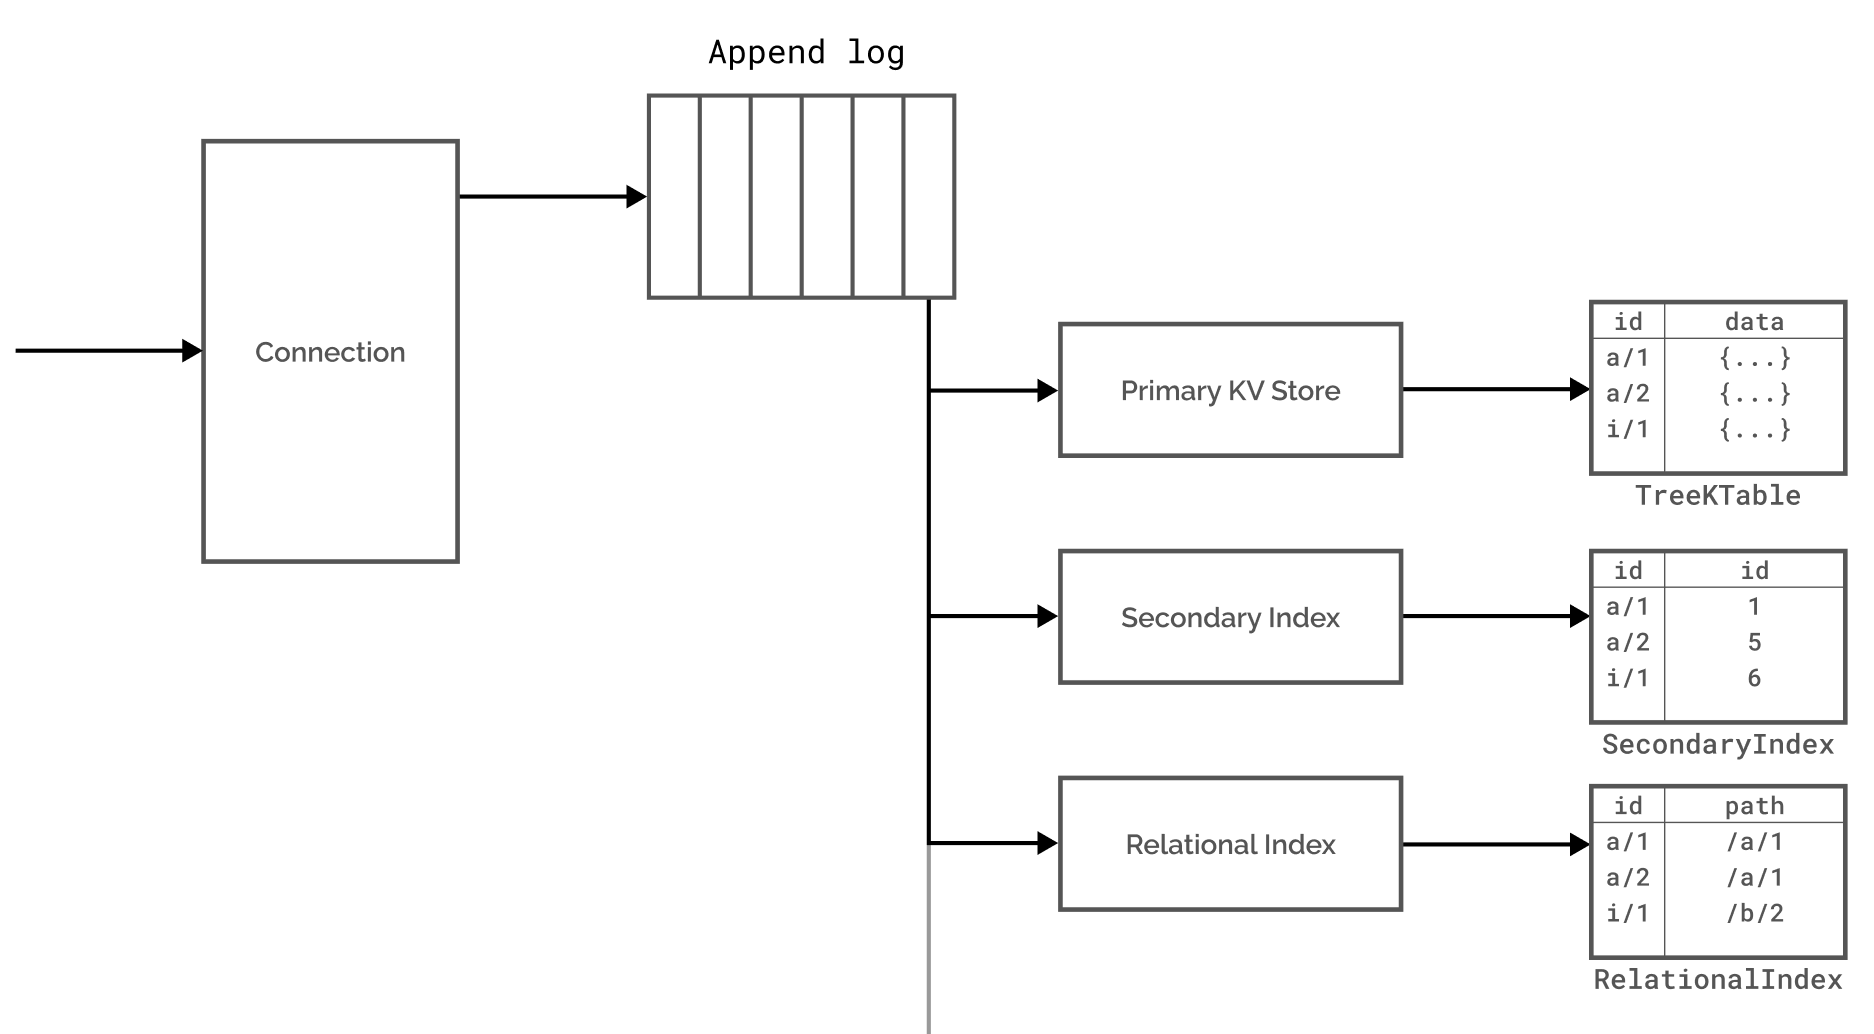 Append log
Connection
Primary KV Store
id data
a/1 {...}
a/2 {...}
i/1 {...}
TreeKTable
Secondary Index
id id
a/1 1
a/2 5
i/1 6
SecondaryIndex
Relational Index
id path
a/1 /a/1
a/2 /a/1
i/1 /b/2
RelationalIndex